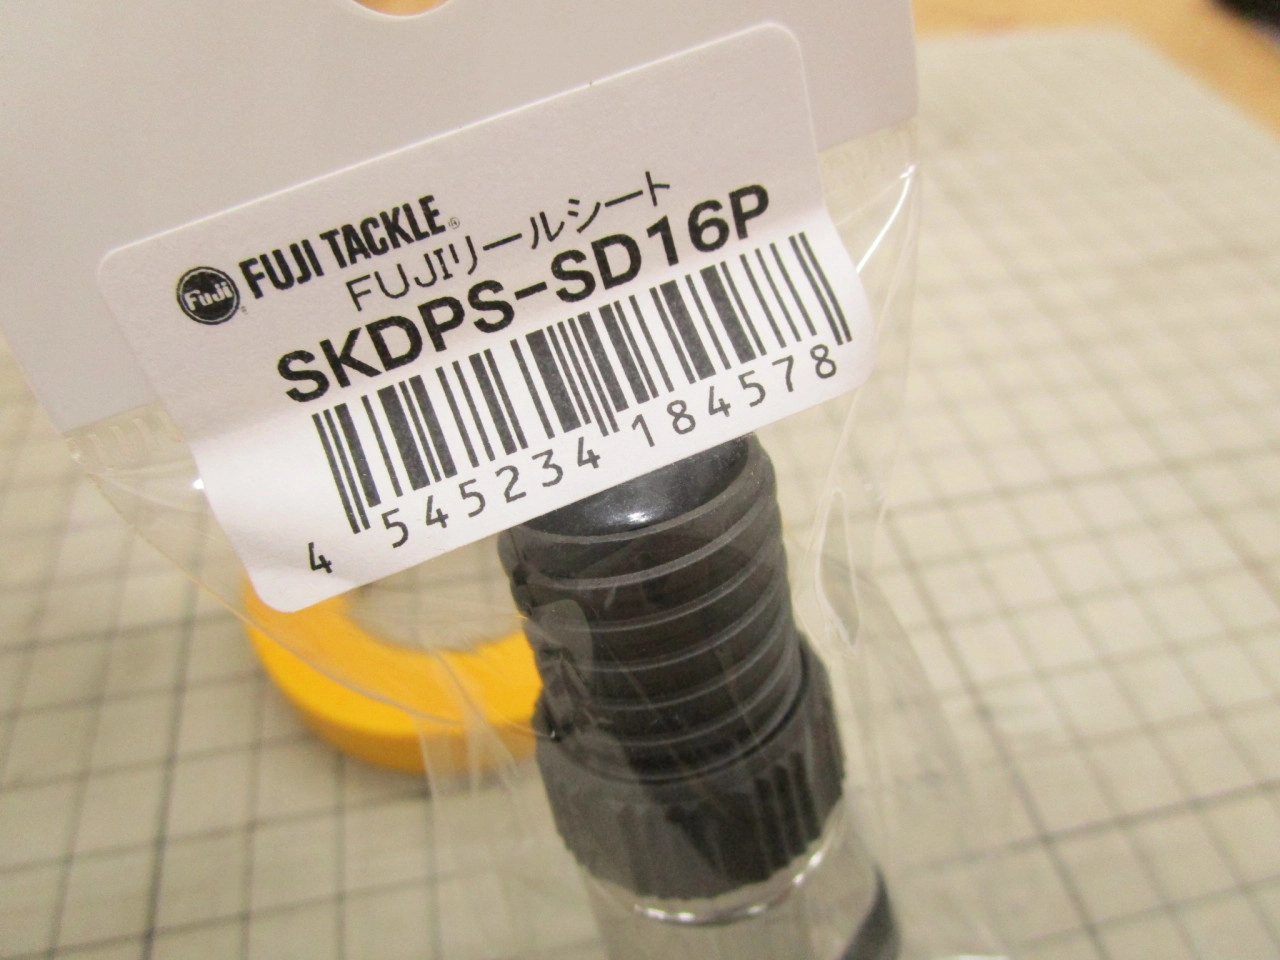 Fuji
FUJI TACKLE®
FUJIリールシート
SKDPS-SD16P
4 545234 184578